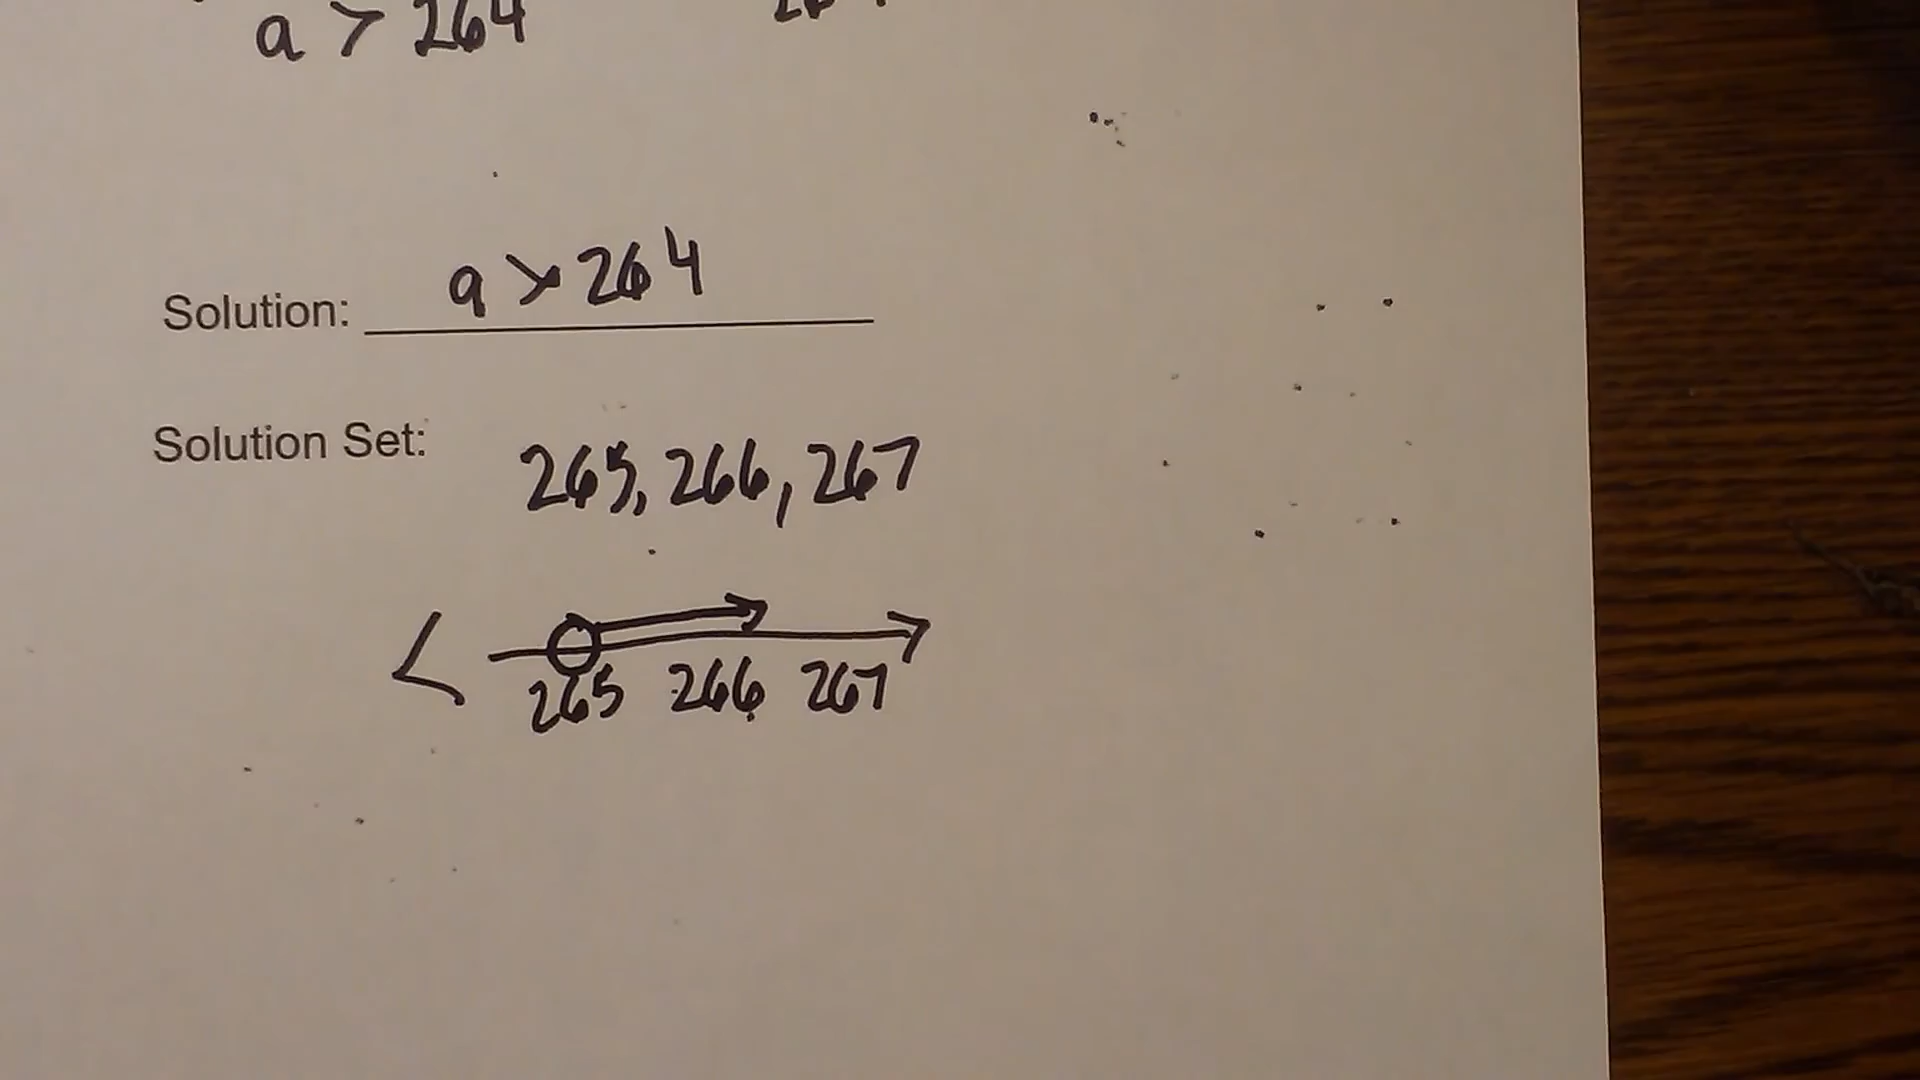 a > 264
Solution: a > 264
Solution Set:
265, 266, 267
265 266 267